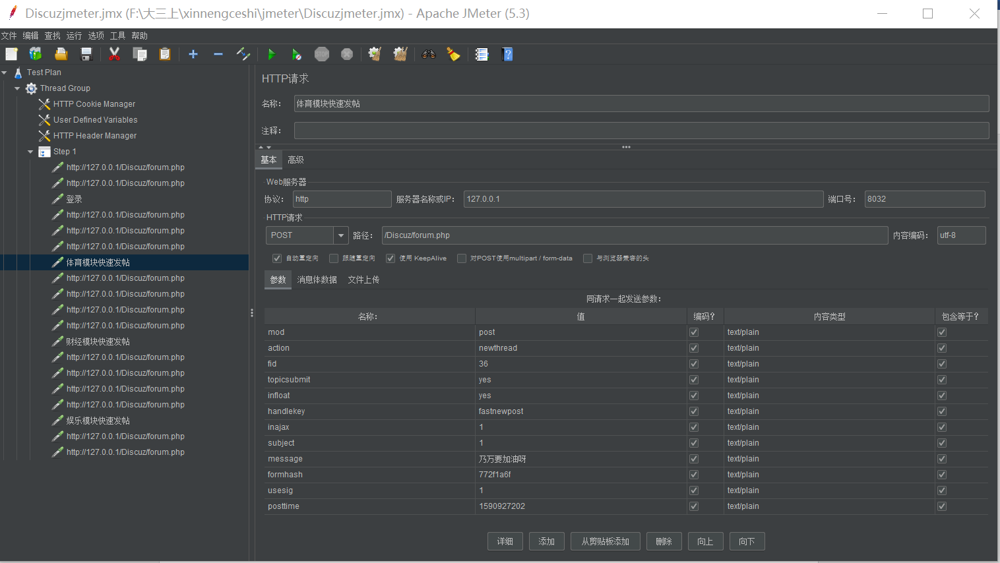 Discuzjmeter.jmx (F:\大三上\xinnengceshi\jmeter\Discuzjmeter.jmx) - Apache JMeter (5.3)
文件 编辑 查找 运行 选项 工具 帮助
Test Plan
Thread Group
HTTP Cookie Manager
User Defined Variables
HTTP Header Manager
Step 1
http://127.0.0.1/Discuz/forum.php
http://127.0.0.1/Discuz/forum.php
登录
http://127.0.0.1/Discuz/forum.php
http://127.0.0.1/Discuz/forum.php
http://127.0.0.1/Discuz/forum.php
体育模块快速发帖
http://127.0.0.1/Discuz/forum.php
http://127.0.0.1/Discuz/forum.php
http://127.0.0.1/Discuz/forum.php
http://127.0.0.1/Discuz/forum.php
财经模块快速发帖
http://127.0.0.1/Discuz/forum.php
http://127.0.0.1/Discuz/forum.php
http://127.0.0.1/Discuz/forum.php
http://127.0.0.1/Discuz/forum.php
娱乐模块快速发帖
http://127.0.0.1/Discuz/forum.php
http://127.0.0.1/Discuz/forum.php
HTTP请求
名称： 体育模块快速发帖
注释：
基本 高级
Web服务器
协议： http 服务器名称或IP： 127.0.0.1 端口号： 8032
HTTP请求
POST 路径： /Discuz/forum.php 内容编码： utf-8
自动重定向 跟随重定向 使用 KeepAlive 对POST使用multipart / form-data 与浏览器兼容的头
参数 消息体数据 文件上传
同请求一起发送参数：
名称： 值 编码？ 内容类型 包含等于？
mod post text/plain
action newthread text/plain
fid 36 text/plain
topicsubmit yes text/plain
infloat yes text/plain
handlekey fastnewpost text/plain
inajax 1 text/plain
subject 1 text/plain
message 乃万要加油呀 text/plain
formhash 772f1a6f text/plain
usesig 1 text/plain
posttime 1590927202 text/plain
详细 添加 从剪贴板添加 删除 向上 向下